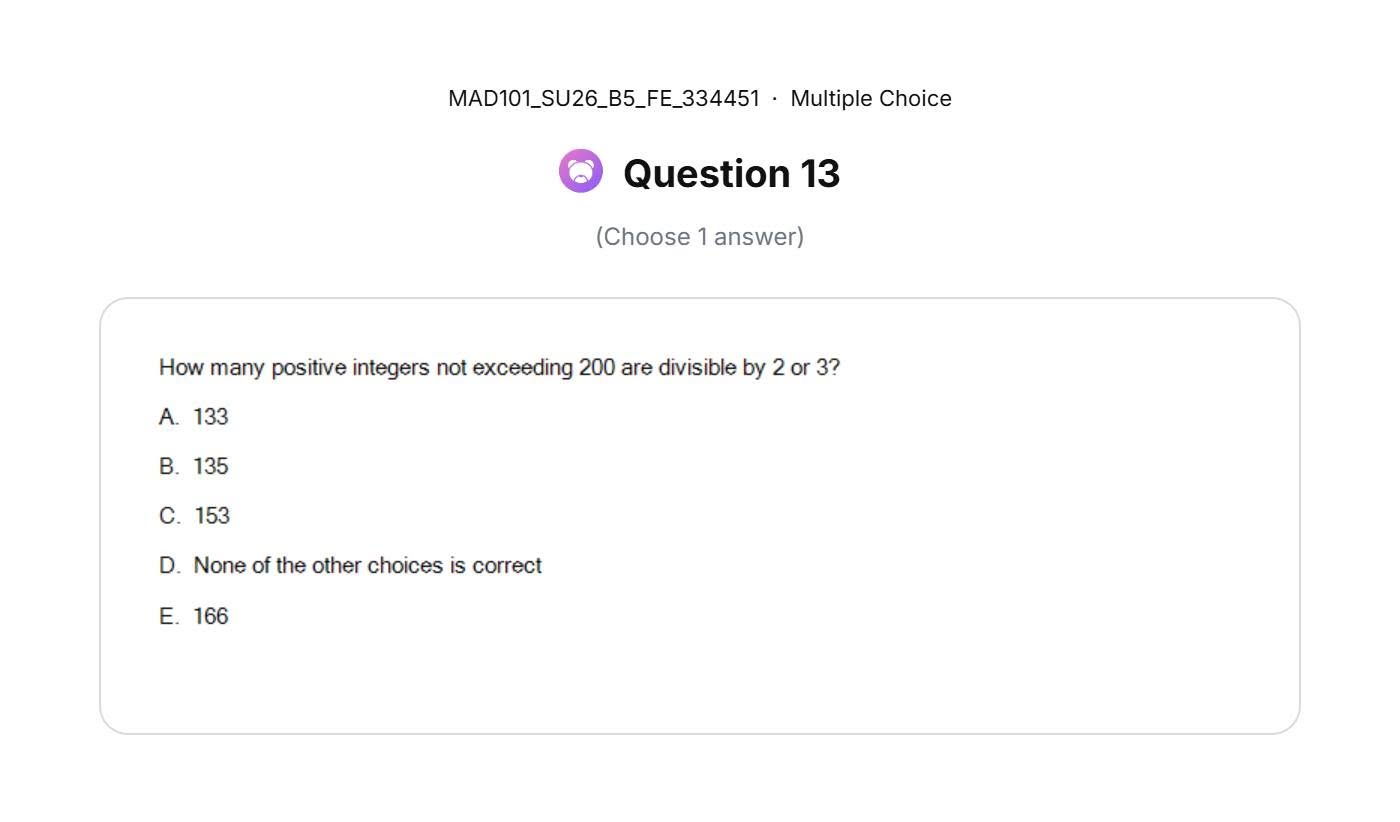 MAD101_SU26_B5_FE_334451 · Multiple Choice
Question 13
(Choose 1 answer)
How many positive integers not exceeding 200 are divisible by 2 or 3?
A. 133
B. 135
C. 153
D. None of the other choices is correct
E. 166